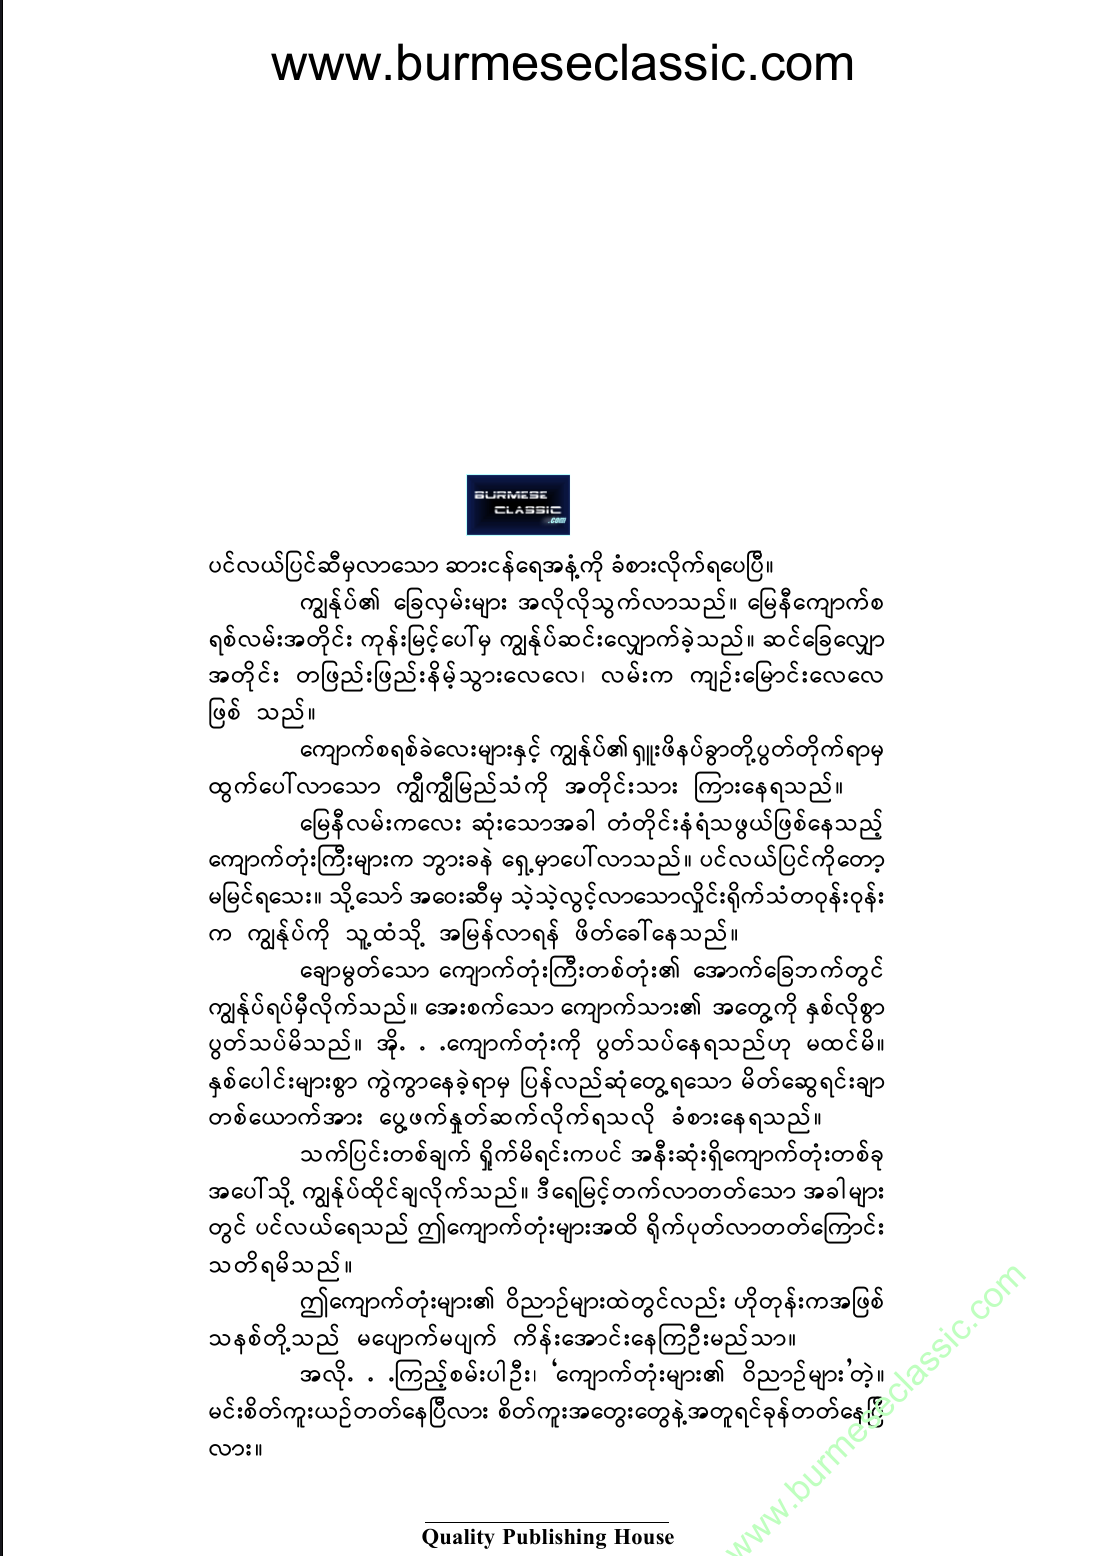 www.burmeseclassic.com
BURMESE
CLASSIC
.com
ပင်လယ်ပြင်ဆီမှလာသော ဆားငန်ရေအနံ့ကို ခံစားလိုက်ရပေပြီ။
ကျွန်ုပ်၏ ခြေလှမ်းများ အလိုလိုသွက်လာသည်။ မြေနီကျောက်စ
ရစ်လမ်းအတိုင်း ကုန်းမြင့်ပေါ်မှ ကျွန်ုပ်ဆင်းလျှောက်ခဲ့သည်။ ဆင်ခြေလျှော
အတိုင်း တဖြည်းဖြည်းနိမ့်သွားလေလေ၊ လမ်းက ကျဉ်းမြောင်းလေလေ
ဖြစ် သည်။
ကျောက်စရစ်ခဲလေးများနှင့် ကျွန်ုပ်၏ရှူးဖိနပ်ခွာတို့ပွတ်တိုက်ရာမှ
ထွက်ပေါ်လာသော ကျွီကျွီမြည်သံကို အတိုင်းသား ကြားနေရသည်။
မြေနီလမ်းကလေး ဆုံးသောအခါ တံတိုင်းနံရံသဖွယ်ဖြစ်နေသည့်
ကျောက်တုံးကြီးများက ဘွားခနဲ ရှေ့မှာပေါ်လာသည်။ ပင်လယ်ပြင်ကိုတော့
မမြင်ရသေး။ သို့သော် အဝေးဆီမှ သဲ့သဲ့လွင့်လာသောလှိုင်းရိုက်သံတဝုန်းဝုန်း
က ကျွန်ုပ်ကို သူ့ထံသို့ အမြန်လာရန် ဖိတ်ခေါ်နေသည်။
ချောမွတ်သော ကျောက်တုံးကြီးတစ်တုံး၏ အောက်ခြေဘက်တွင်
ကျွန်ုပ်ရပ်မှီလိုက်သည်။ အေးစက်သော ကျောက်သား၏ အတွေ့ကို နှစ်လိုစွာ
ပွတ်သပ်မိသည်။ အို. . .ကျောက်တုံးကို ပွတ်သပ်နေရသည်ဟု မထင်မိ။
နှစ်ပေါင်းများစွာ ကွဲကွာနေခဲ့ရာမှ ပြန်လည်ဆုံတွေ့ရသော မိတ်ဆွေရင်းချာ
တစ်ယောက်အား ပွေ့ဖက်နှုတ်ဆက်လိုက်ရသလို ခံစားနေရသည်။
သက်ပြင်းတစ်ချက် ရှိုက်မိရင်းကပင် အနီးဆုံးရှိကျောက်တုံးတစ်ခု
အပေါ်သို့ ကျွန်ုပ်ထိုင်ချလိုက်သည်။ ဒီရေမြင့်တက်လာတတ်သော အခါများ
တွင် ပင်လယ်ရေသည် ဤကျောက်တုံးများအထိ ရိုက်ပုတ်လာတတ်ကြောင်း
သတိရမိသည်။
ဤကျောက်တုံးများ၏ ဝိညာဉ်များထဲတွင်လည်း ဟိုတုန်းကအဖြစ်
သနစ်တို့သည် မပျောက်မပျက် ကိန်းအောင်းနေကြဦးမည်သာ။
အလို. . .ကြည့်စမ်းပါဦး၊ ‘ကျောက်တုံးများ၏ ဝိညာဉ်များ’တဲ့။
မင်းစိတ်ကူးယဉ်တတ်နေပြီလား စိတ်ကူးအတွေးတွေနဲ့အတူရင်ခုန်တတ်နေပြီ
လား။
Quality Publishing House
www.burmeseclassic.com